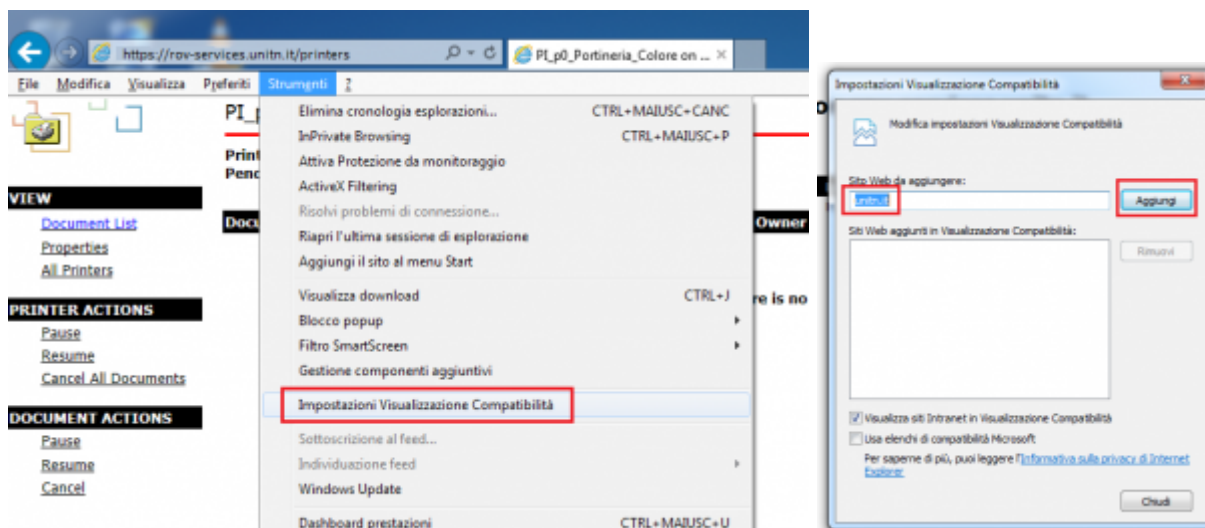 https://rov-services.unitn.it/printers
PI_p0_Portineria_Colore on ...
File Modifica Visualizza Preferiti Strumenti ?
PI_
Print
Pend
VIEW
Document List
Properties
All Printers
PRINTER ACTIONS
Pause
Resume
Cancel All Documents
DOCUMENT ACTIONS
Pause
Resume
Cancel
Docu
Elimina cronologia esplorazioni... CTRL+MAIUSC+CANC
InPrivate Browsing CTRL+MAIUSC+P
Attiva Protezione da monitoraggio
ActiveX Filtering
Risolvi problemi di connessione...
Riapri l'ultima sessione di esplorazione
Aggiungi il sito al menu Start
Visualizza download CTRL+J
Blocco popup
Filtro SmartScreen
Gestione componenti aggiuntivi
Impostazioni Visualizzazione Compatibilità
Sottoscrizione al feed...
Individuazione feed
Windows Update
Dashboard prestazioni CTRL+MAIUSC+U
Owner
re is no
Impostazioni Visualizzazione Compatibilità
Modifica impostazioni Visualizzazione Compatibilità
Sito Web da aggiungere:
unitn.it
Aggiungi
Siti Web aggiunti in Visualizzazione Compatibilità:
Rimuovi
Visualizza siti Intranet in Visualizzazione Compatibilità
Usa elenchi di compatibilità Microsoft
Per saperne di più, puoi leggere l'Informativa sulla privacy di Internet
Explorer
Chiudi